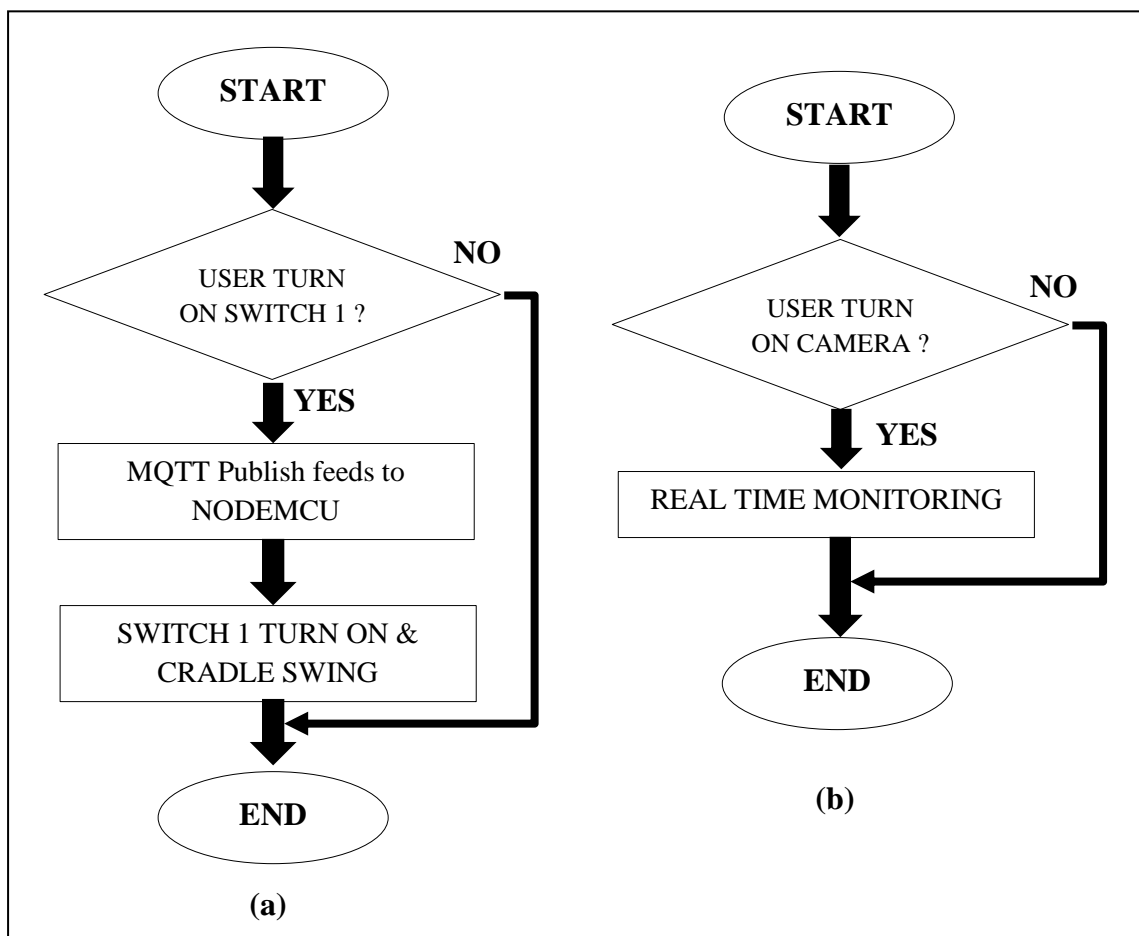 START
USER TURN
ON SWITCH 1 ?
NO
YES
MQTT Publish feeds to
NODEMCU
SWITCH 1 TURN ON &
CRADLE SWING
END
(a)
START
USER TURN
ON CAMERA ?
NO
YES
REAL TIME MONITORING
END
(b)